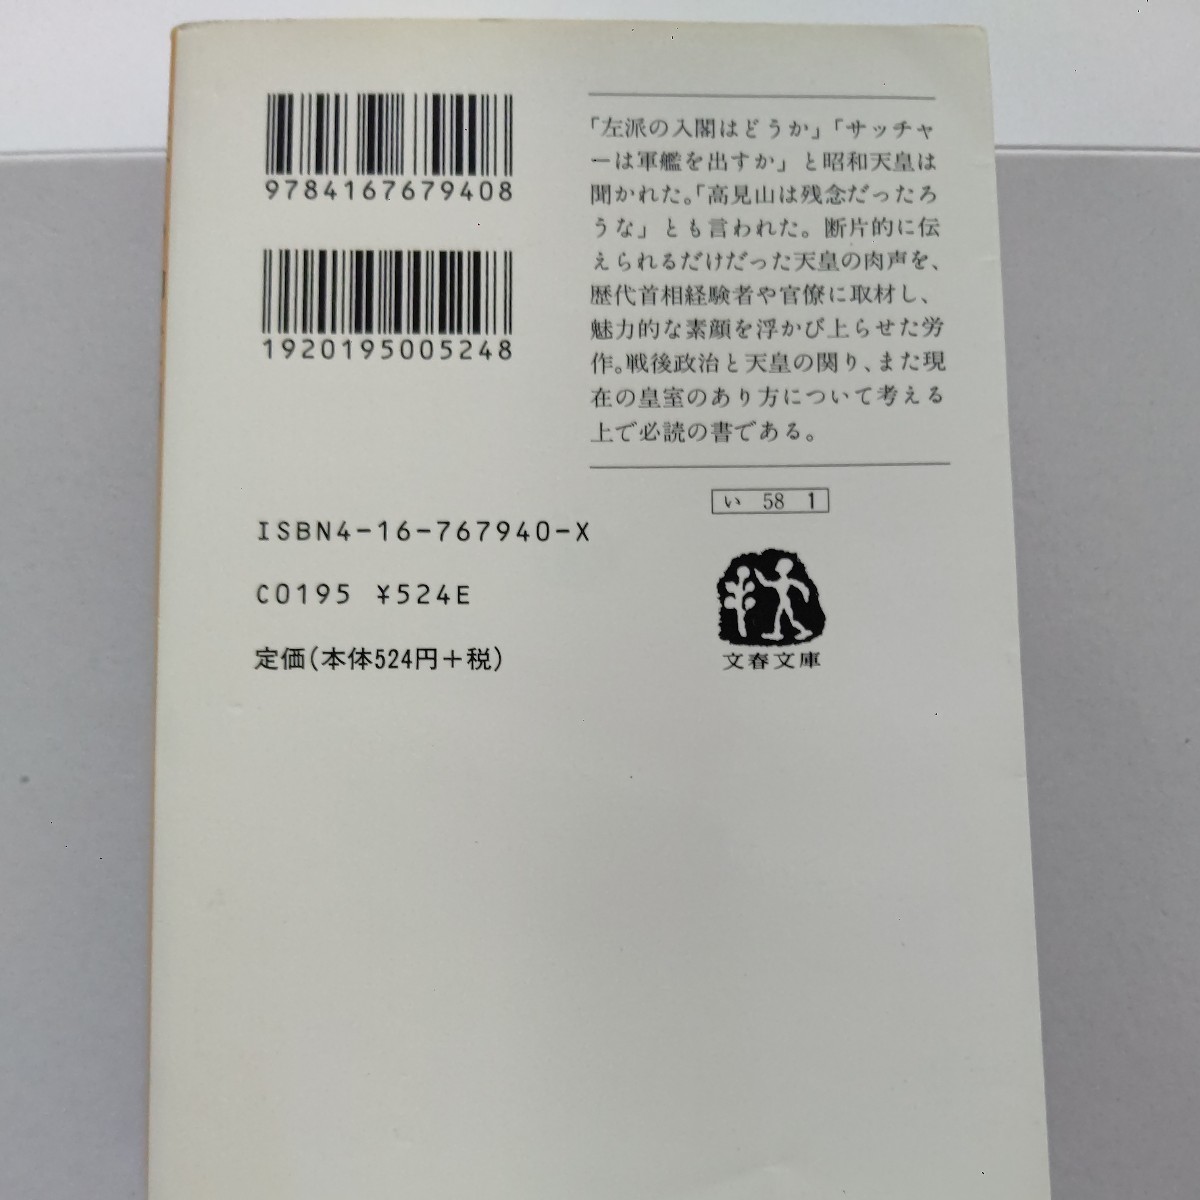 9784167679408
1920195005248
ISBN4-16-767940-X
C0195 ¥524E
定価(本体524円+税)
「左派の入閣はどうか」「サッチャ
ーは軍艦を出すか」と昭和天皇は
聞かれた。「高見山は残念だったろ
うな」とも言われた。断片的に伝
えられるだけだった天皇の肉声を、
歴代首相経験者や官僚に取材し、
魅力的な素顔を浮かび上らせた労
作。戦後政治と天皇の関り、また現
在の皇室のあり方について考える
上で必読の書である。
い 58 1
文春文庫